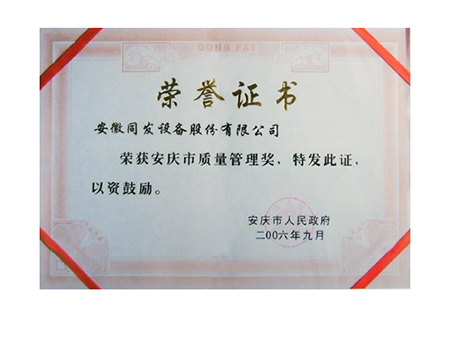 DONG PAI
荣誉证书
安徽同发设备股份有限公司
荣获安庆市质量管理奖，特发此证，
以资鼓励。
安庆市人民政府
二00六年九月